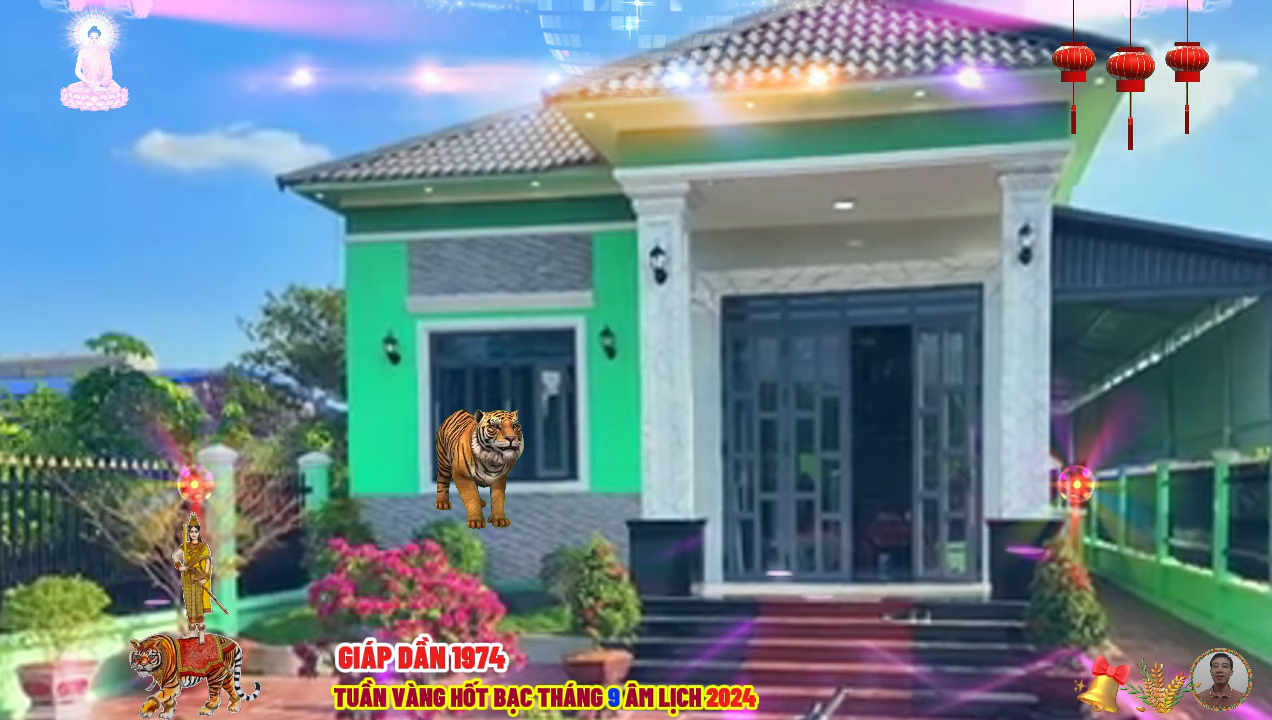 GIÁP DẦN 1974
TUẦN VÀNG HỐT BẠC THÁNG 9 ÂM LỊCH 2024